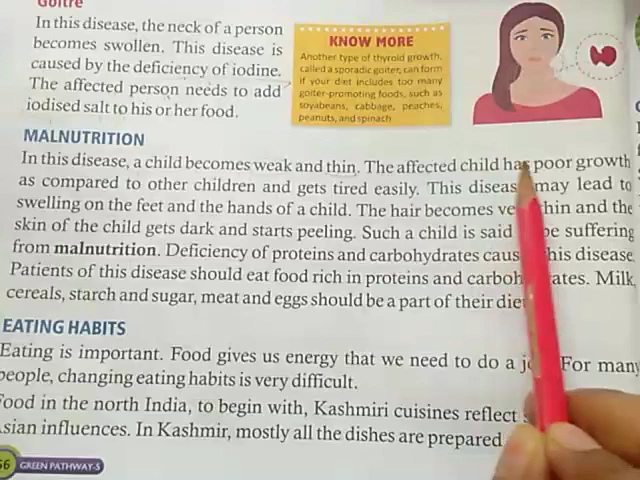 Goitre
In this disease, the neck of a person
becomes swollen. This disease is
caused by the deficiency of iodine.
The affected person needs to add
iodised salt to his or her food.
KNOW MORE
Another type of thyroid growth,
called a sporadic goiter, can form
if your diet includes too many
goiter-promoting foods, such as
soyabeans, cabbage, peaches,
peanuts, and spinach
MALNUTRITION
In this disease, a child becomes weak and thin. The affected child has poor growth
as compared to other children and gets tired easily. This disease may lead to
swelling on the feet and the hands of a child. The hair becomes thin and the
skin of the child gets dark and starts peeling. Such a child is said be suffering
from malnutrition. Deficiency of proteins and carbohydrates this disease.
Patients of this disease should eat food rich in proteins and carbohydrates. Milk,
cereals, starch and sugar, meat and eggs should be a part of their
EATING HABITS
Eating is important. Food gives us energy that we need to do a For many
people, changing eating habits is very difficult.
Food in the north India, to begin with, Kashmiri cuisines reflect
Asian influences. In Kashmir, mostly all the dishes are prepared
56 GREEN PATHWAY-5